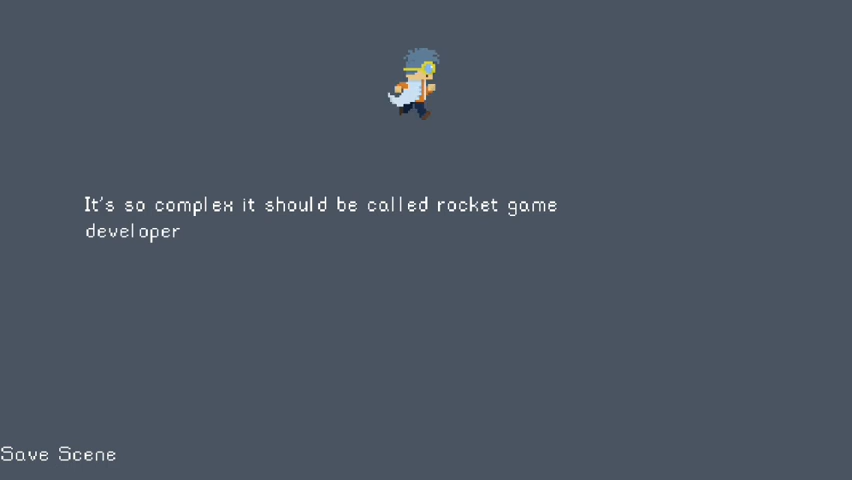 It's so complex it should be called rocket game
developer
Save Scene